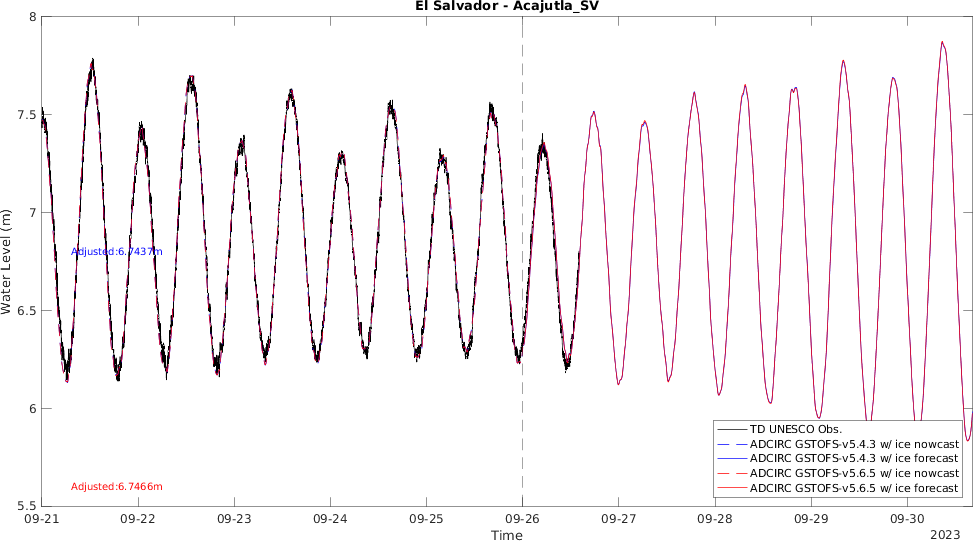 El Salvador - Acajutla_SV
8
7.5
7
6.5
6
5.5
Water Level (m)
Adjusted:6.7437m
Adjusted:6.7466m
TD UNESCO Obs.
ADCIRC GSTOFS-v5.4.3 w/ ice nowcast
ADCIRC GSTOFS-v5.4.3 w/ ice forecast
ADCIRC GSTOFS-v5.6.5 w/ ice nowcast
ADCIRC GSTOFS-v5.6.5 w/ ice forecast
09-21 09-22 09-23 09-24 09-25 09-26 09-27 09-28 09-29 09-30
Time
2023